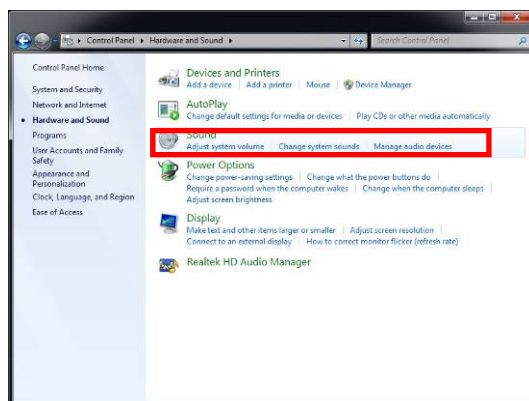 Control Panel Hardware and Sound
Search Control Panel
Control Panel Home
System and Security
Network and Internet
Hardware and Sound
Programs
User Accounts and Family
Safety
Appearance and
Personalization
Clock, Language, and Region
Ease of Access
Devices and Printers
Add a device Add a printer Mouse Device Manager
AutoPlay
Change default settings for media or devices Play CDs or other media automatically
Sound
Adjust system volume Change system sounds Manage audio devices
Power Options
Change power-saving settings Change what the power buttons do
Require a password when the computer wakes Change when the computer sleeps
Adjust screen brightness
Display
Make text and other items larger or smaller Adjust screen resolution
Connect to an external display How to correct monitor flicker (refresh rate)
Realtek HD Audio Manager